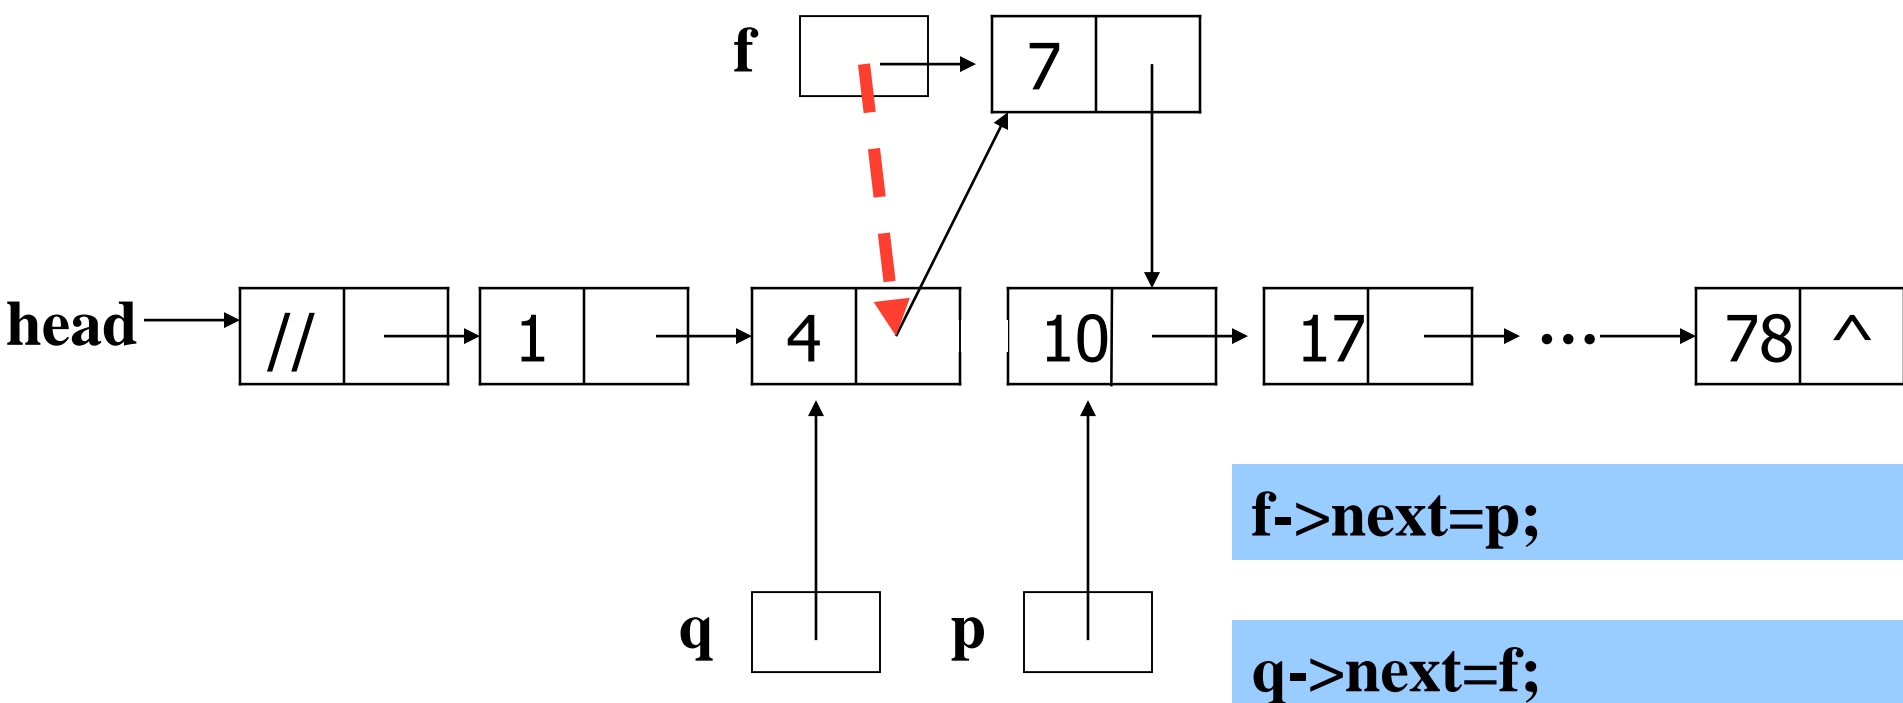 f 7
head // 1 4 10 17 ... 78 ^
f->next=p;
q p
q->next=f;